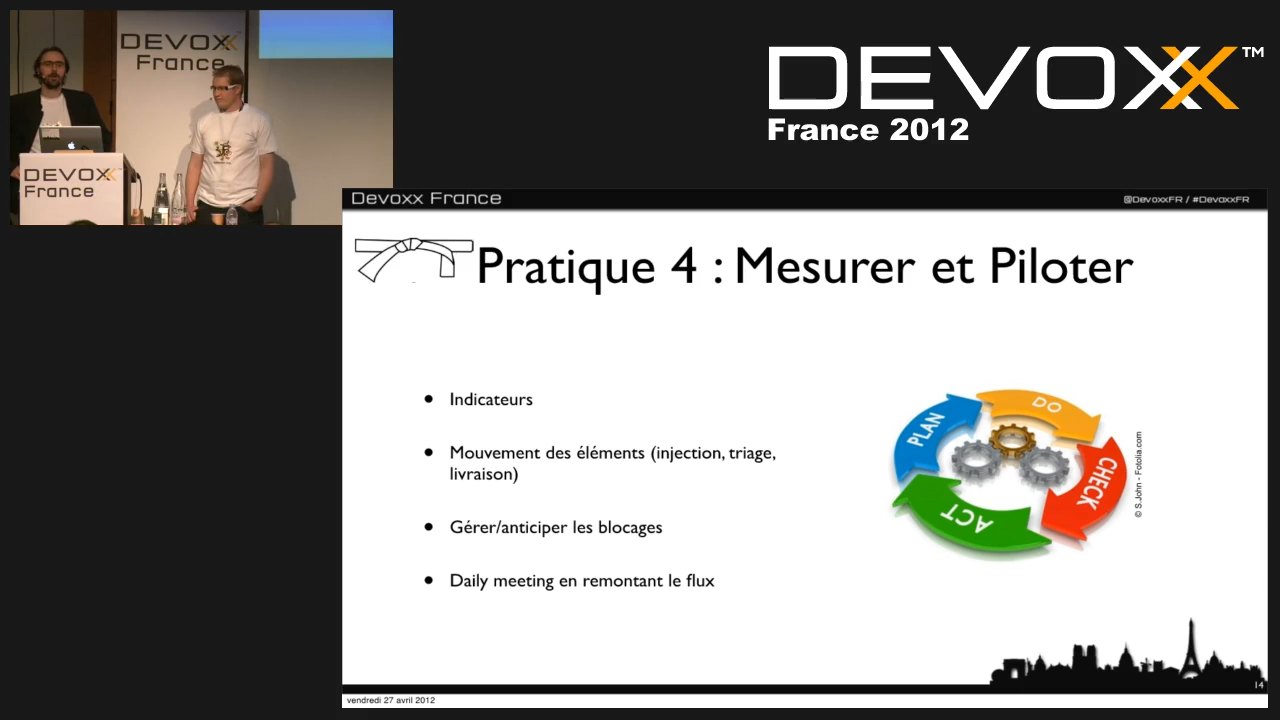 DEVOXX
France
DEVOXX
France
DEVOXX™
France 2012
Devoxx France
@DevoxxFR / #DevoxxFR
Pratique 4 : Mesurer et Piloter
• Indicateurs
• Mouvement des éléments (injection, triage,
livraison)
• Gérer/anticiper les blocages
• Daily meeting en remontant le flux
PLAN
DO
CHECK
ACT
© S.John - Fotolia.com
14
vendredi 27 avril 2012